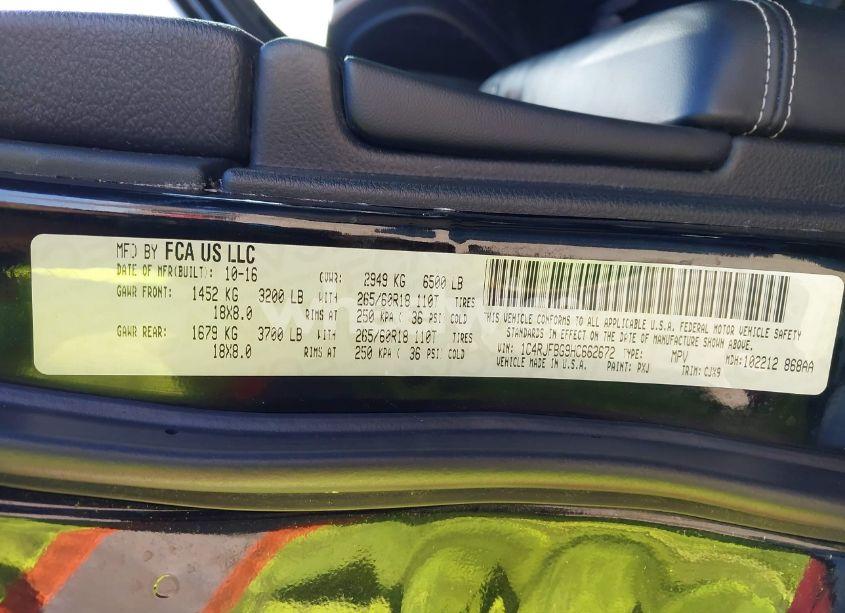 MFD BY FCA US LLC
DATE OF MFR(BUILT): 10-16 GVWR: 2949 KG 6500 LB
GAWR FRONT: 1452 KG 3200 LB WITH 265/60R18 110T TIRES
18X8.0 RIMS AT 250 KPA ( 36 PSI) COLD
GAWR REAR: 1679 KG 3700 LB WITH 265/60R18 110T TIRES
18X8.0 RIMS AT 250 KPA ( 36 PSI) COLD
THIS VEHICLE CONFORMS TO ALL APPLICABLE U.S.A. FEDERAL MOTOR VEHICLE SAFETY
STANDARDS IN EFFECT ON THE DATE OF MANUFACTURE SHOWN ABOVE.
VIN: 1C4RJFBG9HC662672 TYPE: MPV MDH:102212 868AA
VEHICLE MADE IN U.S.A. PAINT: PXJ TRIM: CJX9